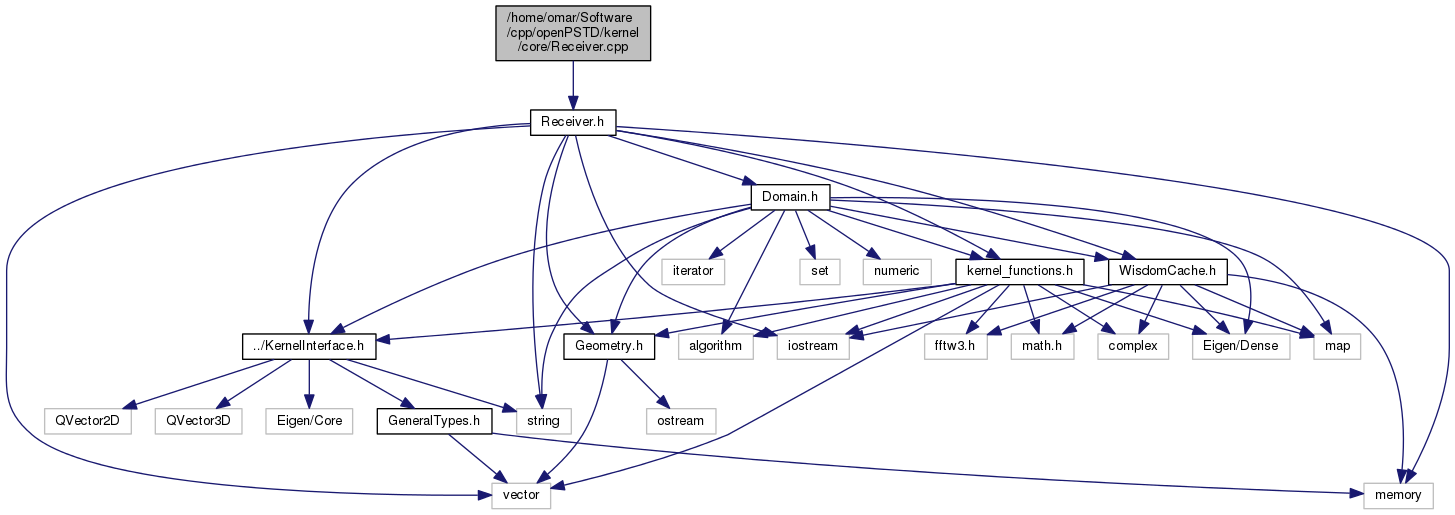 /home/omar/Software
/cpp/openPSTD/kernel
/core/Receiver.cpp
Receiver.h
Domain.h
iterator
set
numeric
kernel_functions.h
WisdomCache.h
../KernelInterface.h
Geometry.h
algorithm
iostream
fftw3.h
math.h
complex
Eigen/Dense
map
QVector2D
QVector3D
Eigen/Core
GeneralTypes.h
string
ostream
vector
memory